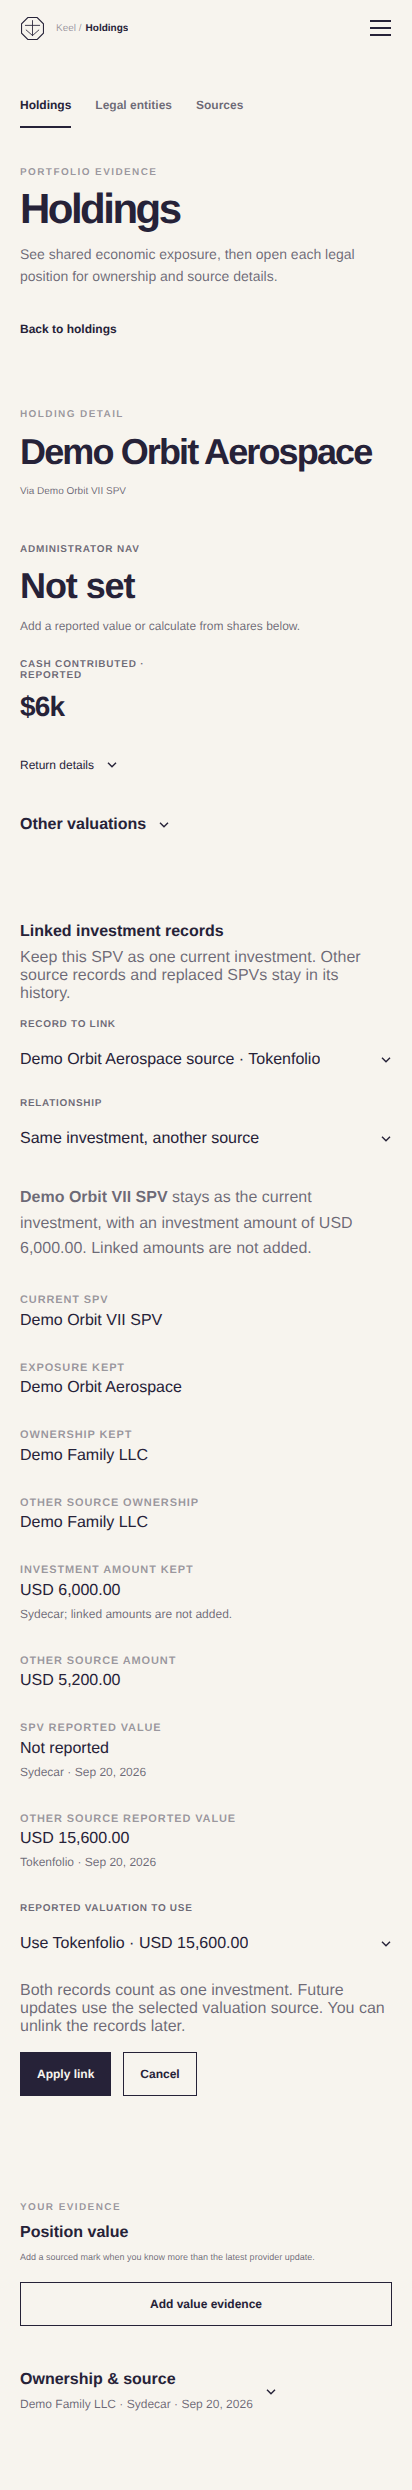 Keel / Holdings
Holdings Legal entities Sources
PORTFOLIO EVIDENCE
Holdings
See shared economic exposure, then open each legal
position for ownership and source details.
Back to holdings
HOLDING DETAIL
Demo Orbit Aerospace
Via Demo Orbit VII SPV
ADMINISTRATOR NAV
Not set
Add a reported value or calculate from shares below.
CASH CONTRIBUTED ·
REPORTED
$6k
Return details
Other valuations
Linked investment records
Keep this SPV as one current investment. Other
source records and replaced SPVs stay in its
history.
RECORD TO LINK
Demo Orbit Aerospace source · Tokenfolio
RELATIONSHIP
Same investment, another source
Demo Orbit VII SPV stays as the current
investment, with an investment amount of USD
6,000.00. Linked amounts are not added.
CURRENT SPV
Demo Orbit VII SPV
EXPOSURE KEPT
Demo Orbit Aerospace
OWNERSHIP KEPT
Demo Family LLC
OTHER SOURCE OWNERSHIP
Demo Family LLC
INVESTMENT AMOUNT KEPT
USD 6,000.00
Sydecar; linked amounts are not added.
OTHER SOURCE AMOUNT
USD 5,200.00
SPV REPORTED VALUE
Not reported
Sydecar · Sep 20, 2026
OTHER SOURCE REPORTED VALUE
USD 15,600.00
Tokenfolio · Sep 20, 2026
REPORTED VALUATION TO USE
Use Tokenfolio · USD 15,600.00
Both records count as one investment. Future
updates use the selected valuation source. You can
unlink the records later.
Apply link Cancel
YOUR EVIDENCE
Position value
Add a sourced mark when you know more than the latest provider update.
Add value evidence
Ownership & source
Demo Family LLC · Sydecar · Sep 20, 2026